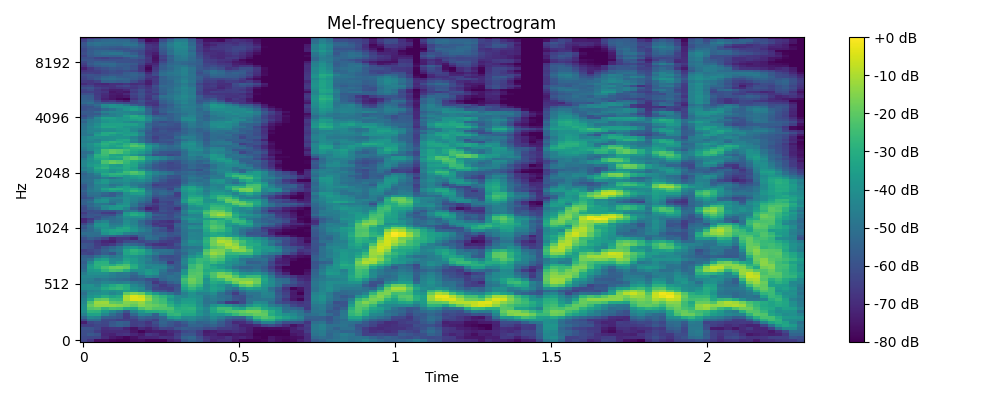 Mel-frequency spectrogram
8192
4096
2048
1024
512
0
Hz
0
0.5
1
1.5
2
Time
+0 dB
-10 dB
-20 dB
-30 dB
-40 dB
-50 dB
-60 dB
-70 dB
-80 dB